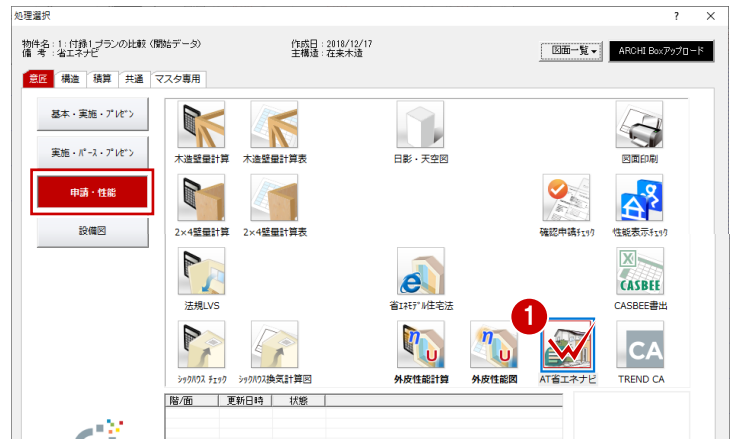 処理選択 ? ×
物件名：1：付録1_プランの比較（開始データ） 作成日：2018/12/17
備 考：省エネナビ 主構造：在来木造
図面一覧▼ ARCHI Boxアップロード
意匠 構造 積算 共通 マスタ専用
基本・実施・ﾌﾟﾚｾﾞﾝ
実施・ﾊﾟｰｽ・ﾌﾟﾚｾﾞﾝ
申請・性能
設備図
木造壁量計算 木造壁量計算表 日影・天空図 図面印刷
2×4壁量計算 2×4壁量計算表 確認申請ﾁｪｯｸ 性能表示ﾁｪｯｸ
CASBEE
法規LVS 省ｴﾈﾓﾃﾞﾙ住宅法 CASBEE書出
1
η U η U CA
ｼｯｸﾊｳｽ ﾁｪｯｸ ｼｯｸﾊｳｽ換気計算図 外皮性能計算 外皮性能図 AT省エネナビ TREND CA
階/面 更新日時 状態